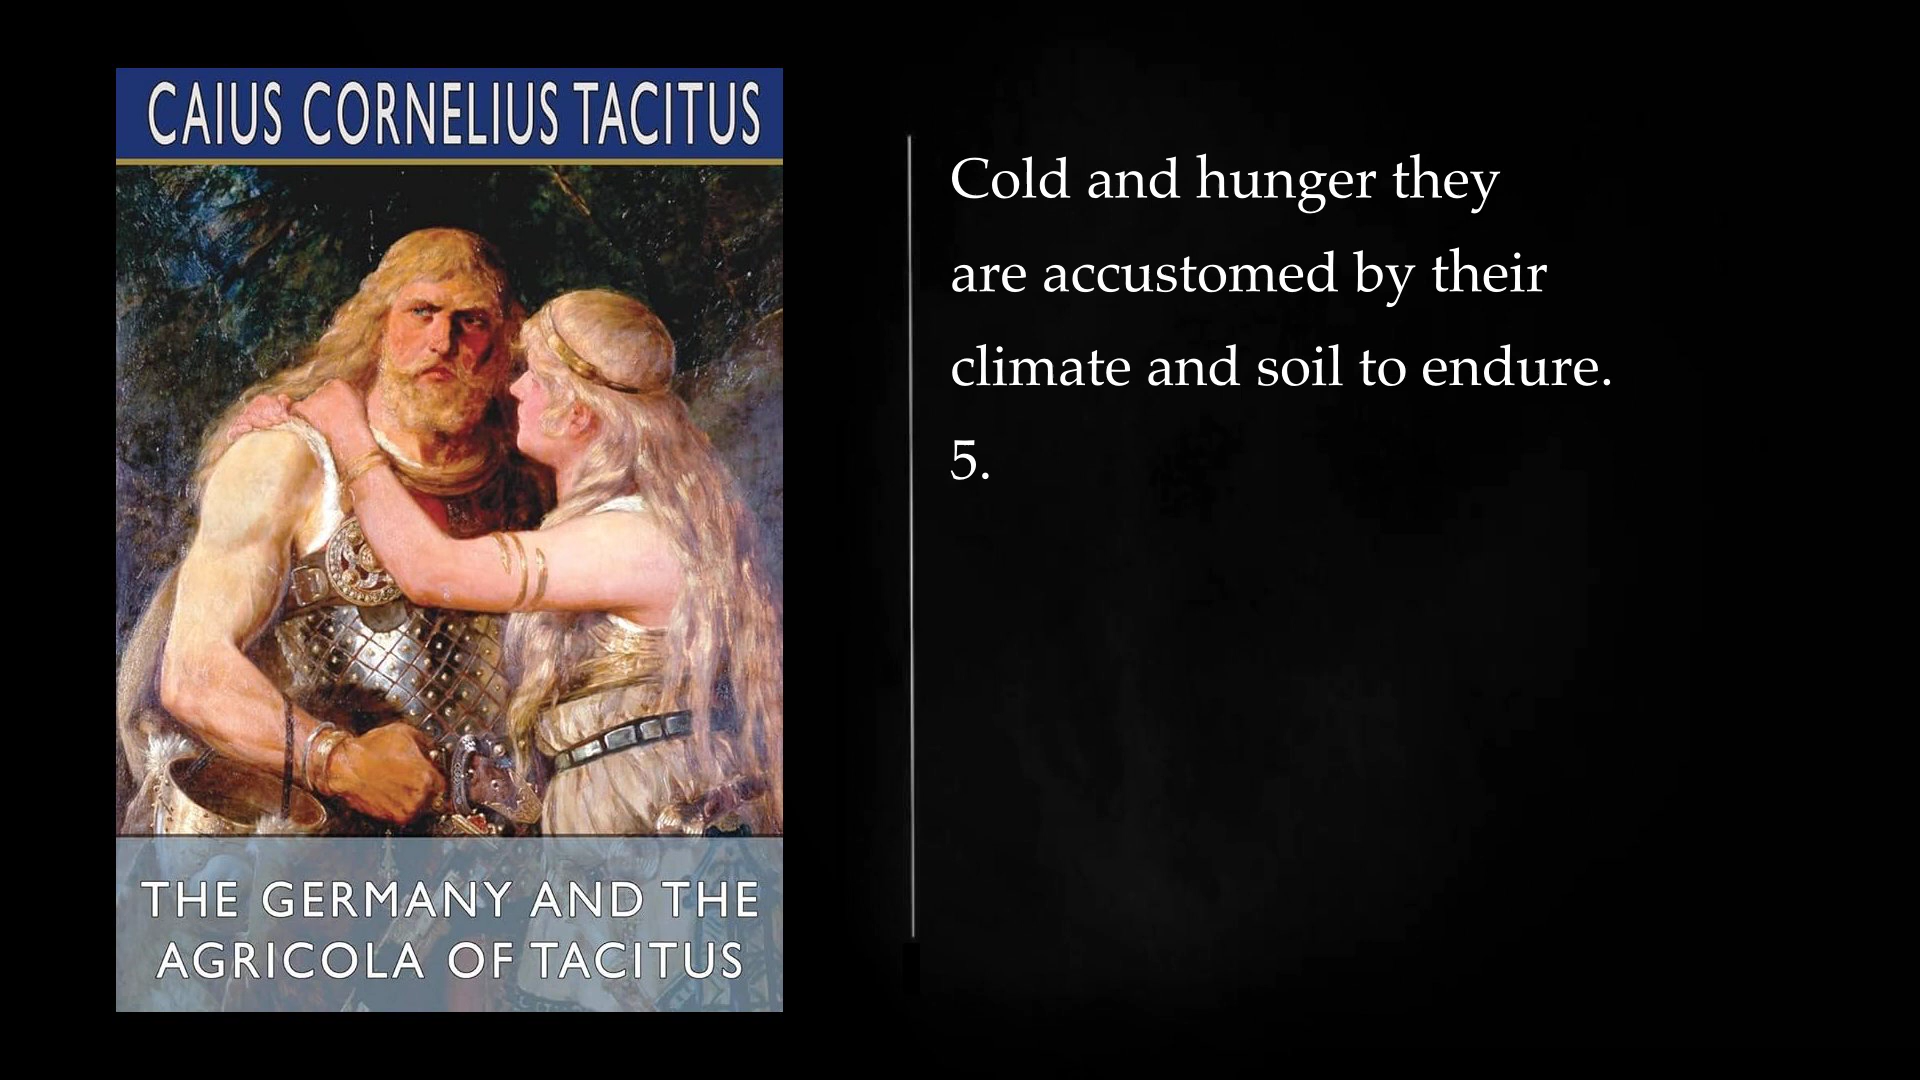 CAIUS CORNELIUS TACITUS
THE GERMANY AND THE
AGRICOLA OF TACITUS
Cold and hunger they
are accustomed by their
climate and soil to endure.
5.